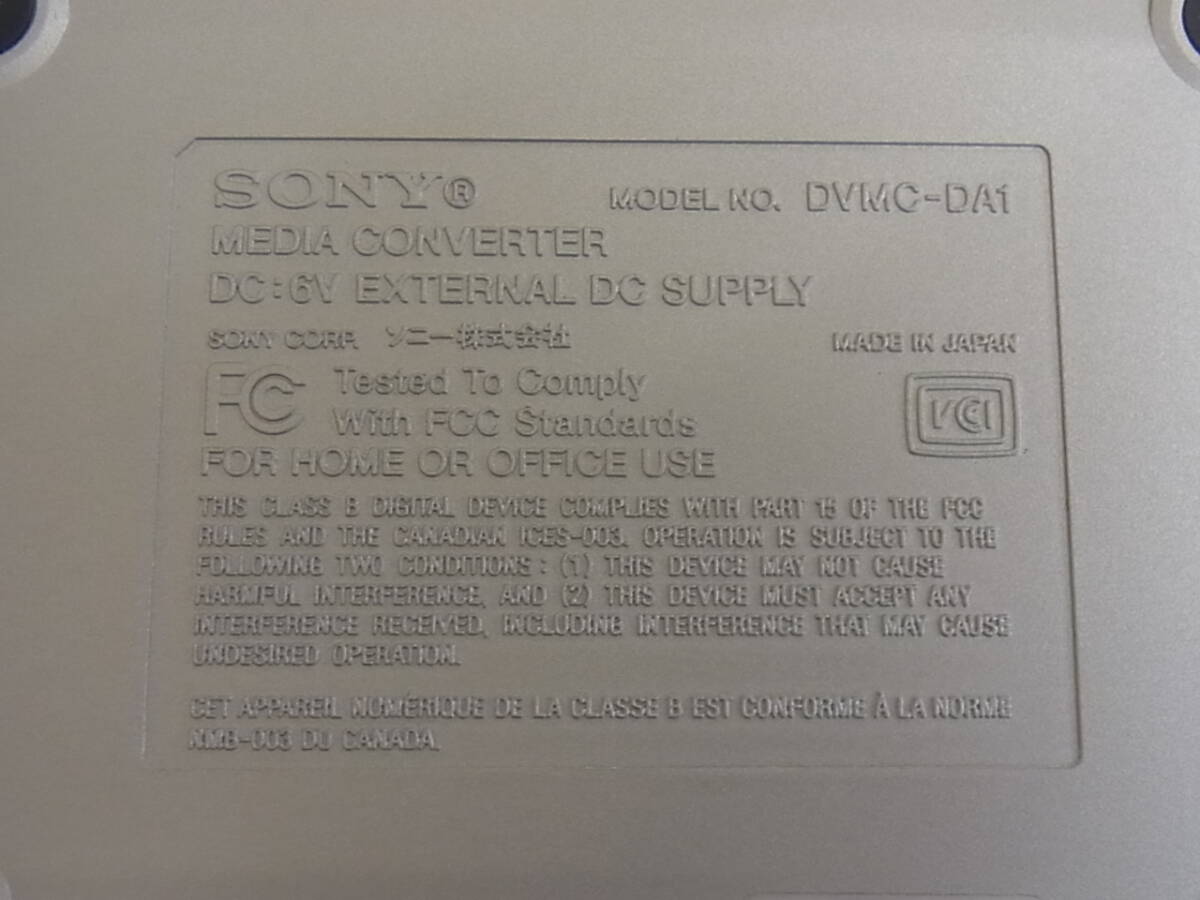 SONY® MODEL NO. DVMC-DA1
MEDIA CONVERTER
DC:6V EXTERNAL DC SUPPLY
SONY CORP. ソニー株式会社 MADE IN JAPAN
FC Tested To Comply
With FCC Standards
VCI
FOR HOME OR OFFICE USE
THIS CLASS B DIGITAL DEVICE COMPLIES WITH PART 15 OF THE FCC
RULES AND THE CANADIAN ICES-003. OPERATION IS SUBJECT TO THE
FOLLOWING TWO CONDITIONS: (1) THIS DEVICE MAY NOT CAUSE
HARMFUL INTERFERENCE, AND (2) THIS DEVICE MUST ACCEPT ANY
INTERFERENCE RECEIVED, INCLUDING INTERFERENCE THAT MAY CAUSE
UNDESIRED OPERATION.
CET APPAREIL NUMÉRIQUE DE LA CLASSE B EST CONFORME À LA NORME
NMB-003 DU CANADA.